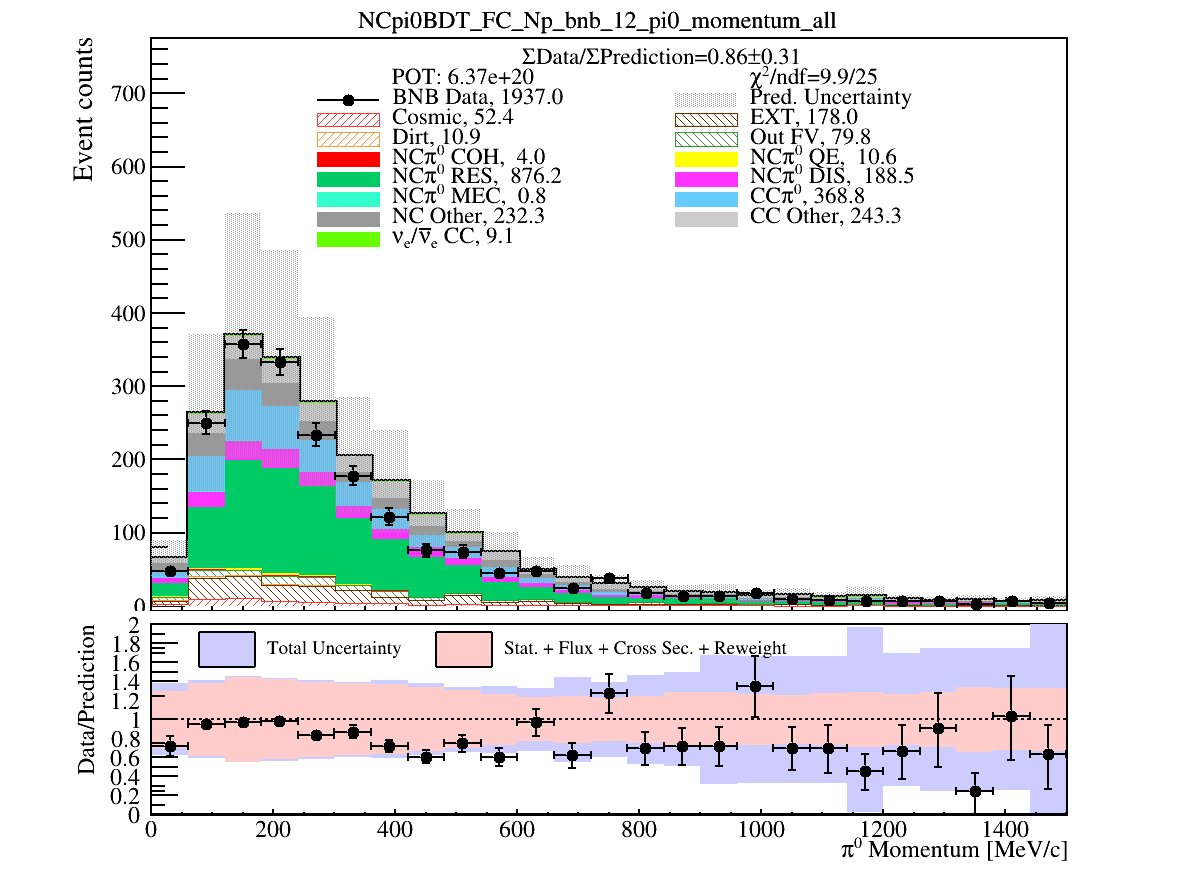 NCpi0BDT_FC_Np_bnb_12_pi0_momentum_all
ΣData/ΣPrediction=0.86±0.31
POT: 6.37e+20 χ²/ndf=9.9/25
BNB Data, 1937.0 Pred. Uncertainty
Cosmic, 52.4 EXT, 178.0
Dirt, 10.9 Out FV, 79.8
NCπ⁰ COH, 4.0 NCπ⁰ QE, 10.6
NCπ⁰ RES, 876.2 NCπ⁰ DIS, 188.5
NCπ⁰ MEC, 0.8 CCπ⁰, 368.8
NC Other, 232.3 CC Other, 243.3
νₑ/ν̅ₑ CC, 9.1
Event counts
700
600
500
400
300
200
100
0
Total Uncertainty Stat. + Flux + Cross Sec. + Reweight
Data/Prediction
2
1.8
1.6
1.4
1.2
1
0.8
0.6
0.4
0.2
0
0 200 400 600 800 1000 1200 1400
π⁰ Momentum [MeV/c]